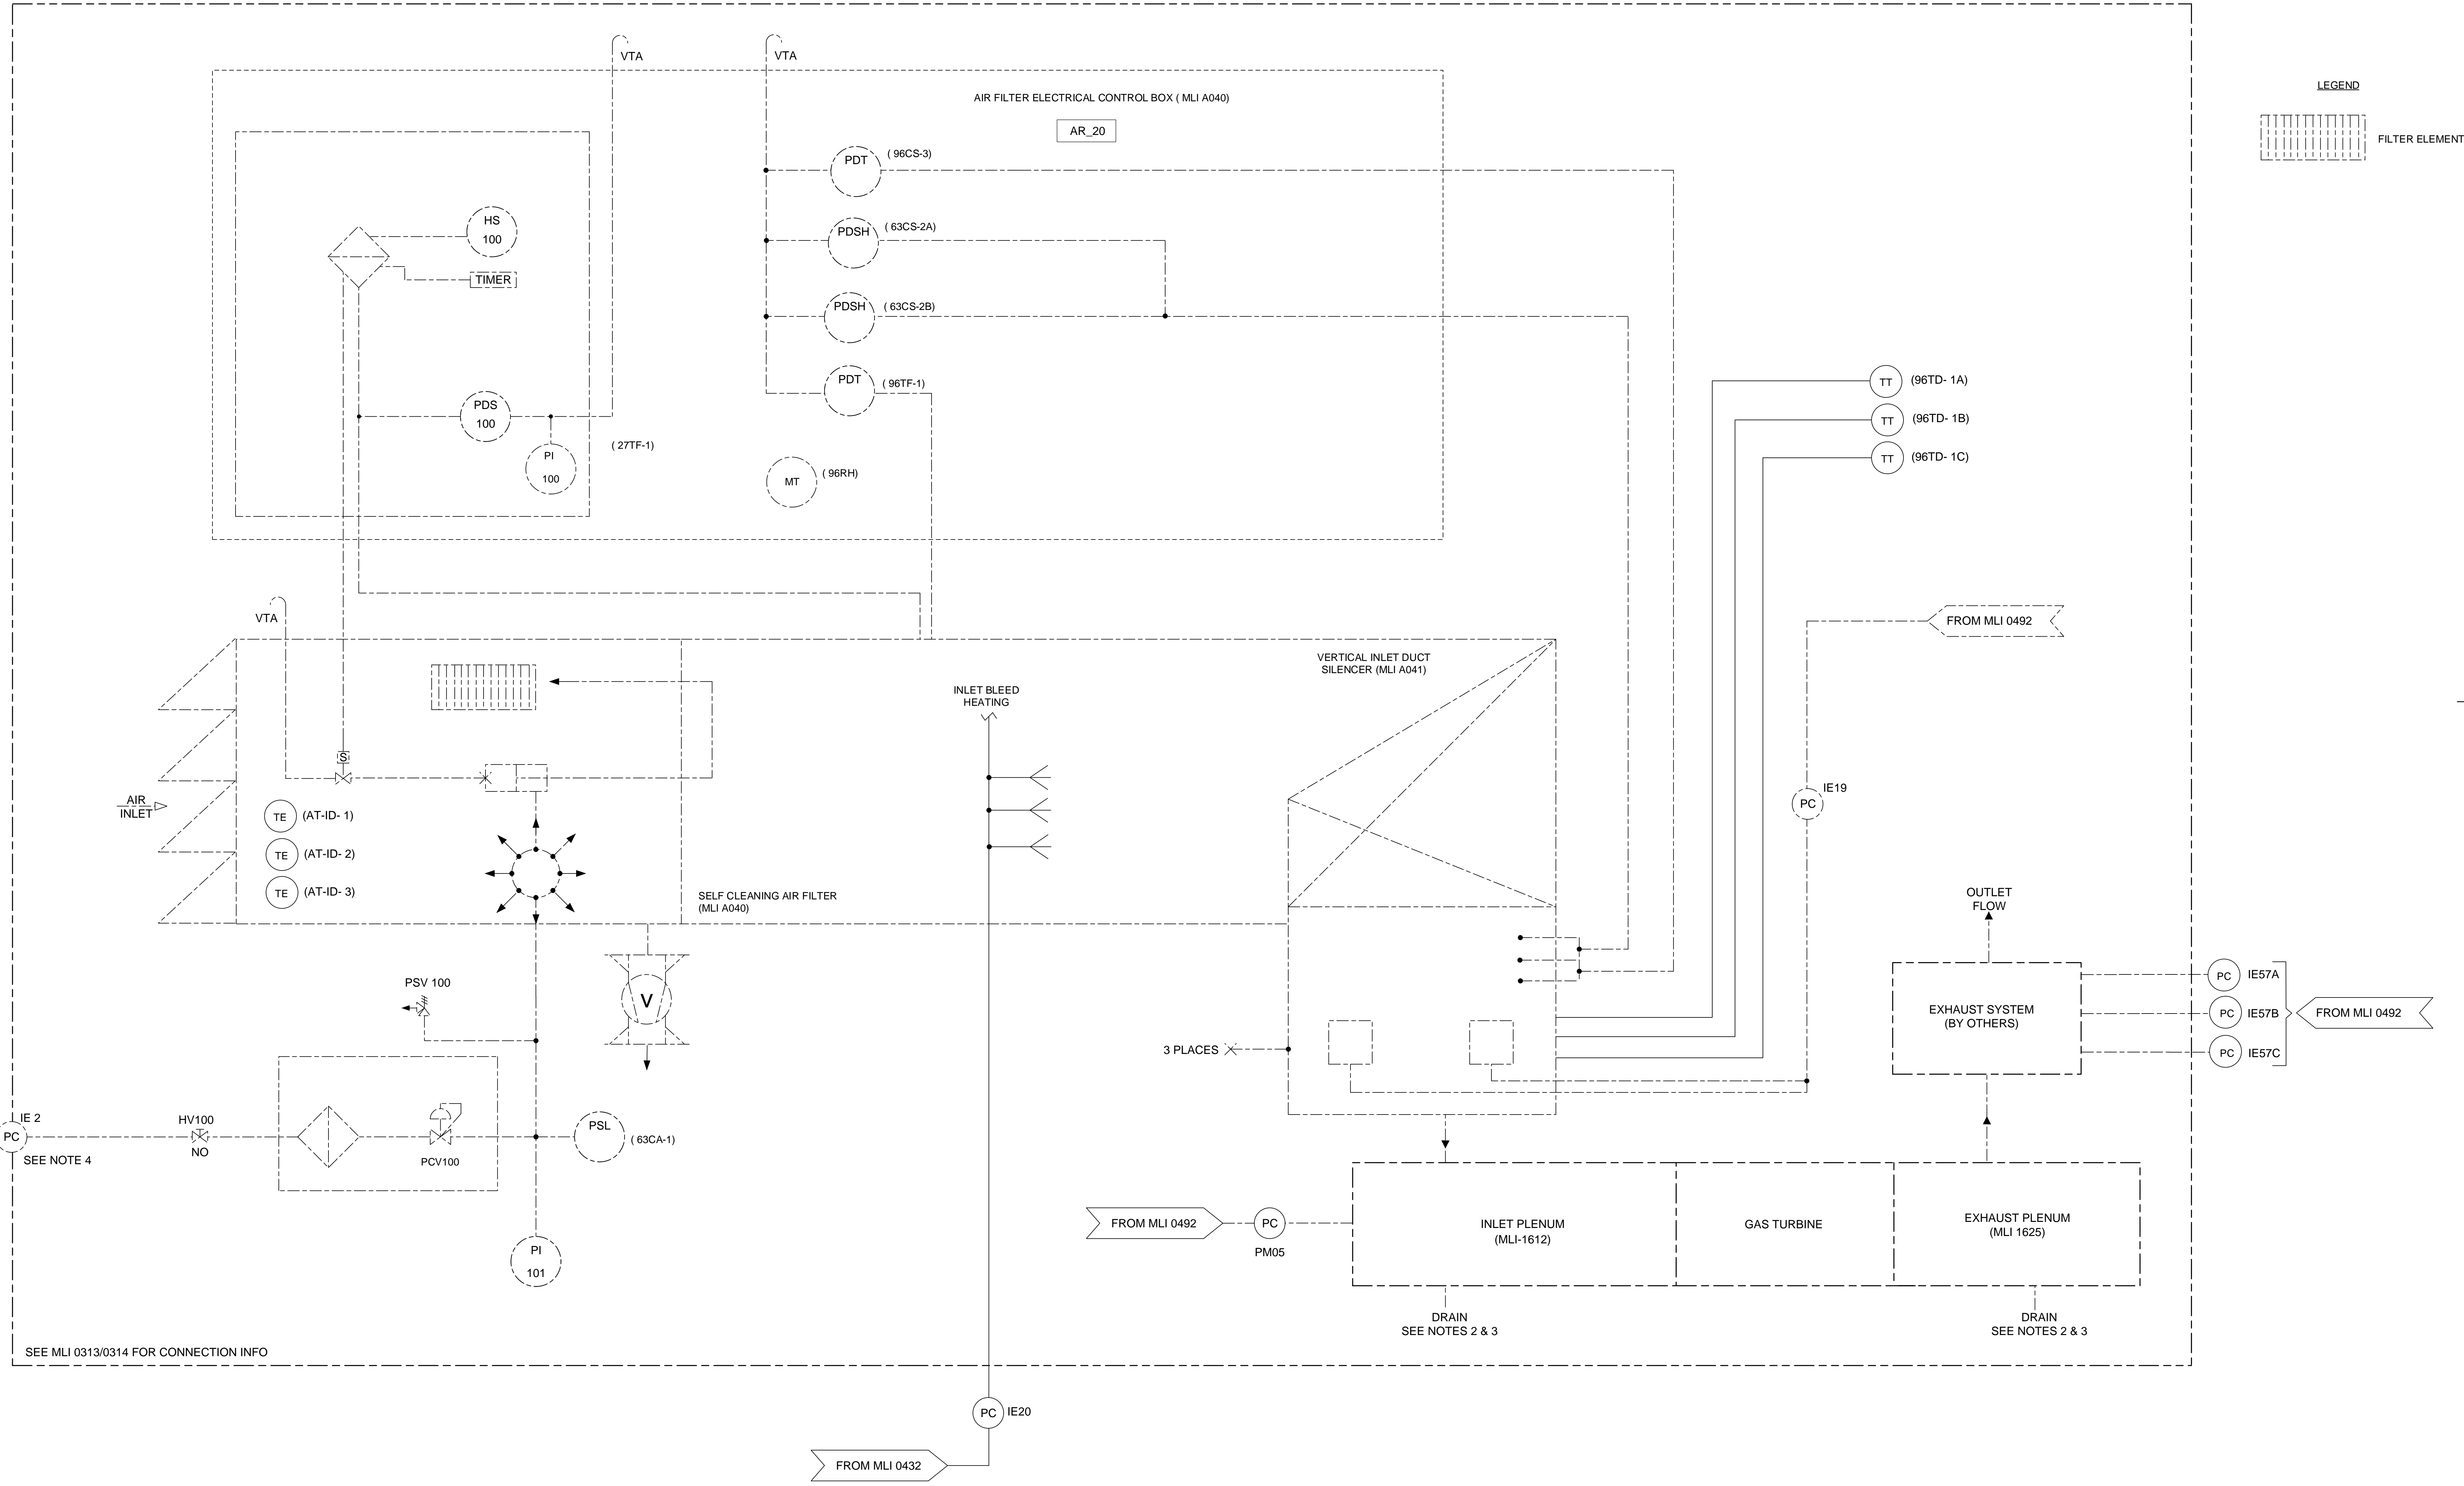 VTA
VTA
AIR FILTER ELECTRICAL CONTROL BOX ( MLI A040)
AR_20
LEGEND
FILTER ELEMENT
PDT
( 96CS-3)
HS
100
PDSH
( 63CS-2A)
TIMER
PDSH
( 63CS-2B)
PDT
( 96TF-1)
PDS
100
PI
100
( 27TF-1)
MT
( 96RH)
TT
(96TD- 1A)
TT
(96TD- 1B)
TT
(96TD- 1C)
VTA
FROM MLI 0492
VERTICAL INLET DUCT
SILENCER (MLI A041)
INLET BLEED
HEATING
S
AIR
INLET
TE
(AT-ID- 1)
TE
(AT-ID- 2)
TE
(AT-ID- 3)
PC
IE19
SELF CLEANING AIR FILTER
(MLI A040)
OUTLET
FLOW
PSV 100
V
EXHAUST SYSTEM
(BY OTHERS)
PC
IE57A
PC
IE57B
PC
IE57C
FROM MLI 0492
3 PLACES
IE 2
PC
SEE NOTE 4
HV100
NO
PCV100
PSL
( 63CA-1)
PI
101
FROM MLI 0492
PC
PM05
INLET PLENUM
(MLI-1612)
GAS TURBINE
EXHAUST PLENUM
(MLI 1625)
DRAIN
SEE NOTES 2 & 3
DRAIN
SEE NOTES 2 & 3
SEE MLI 0313/0314 FOR CONNECTION INFO
PC
IE20
FROM MLI 0432